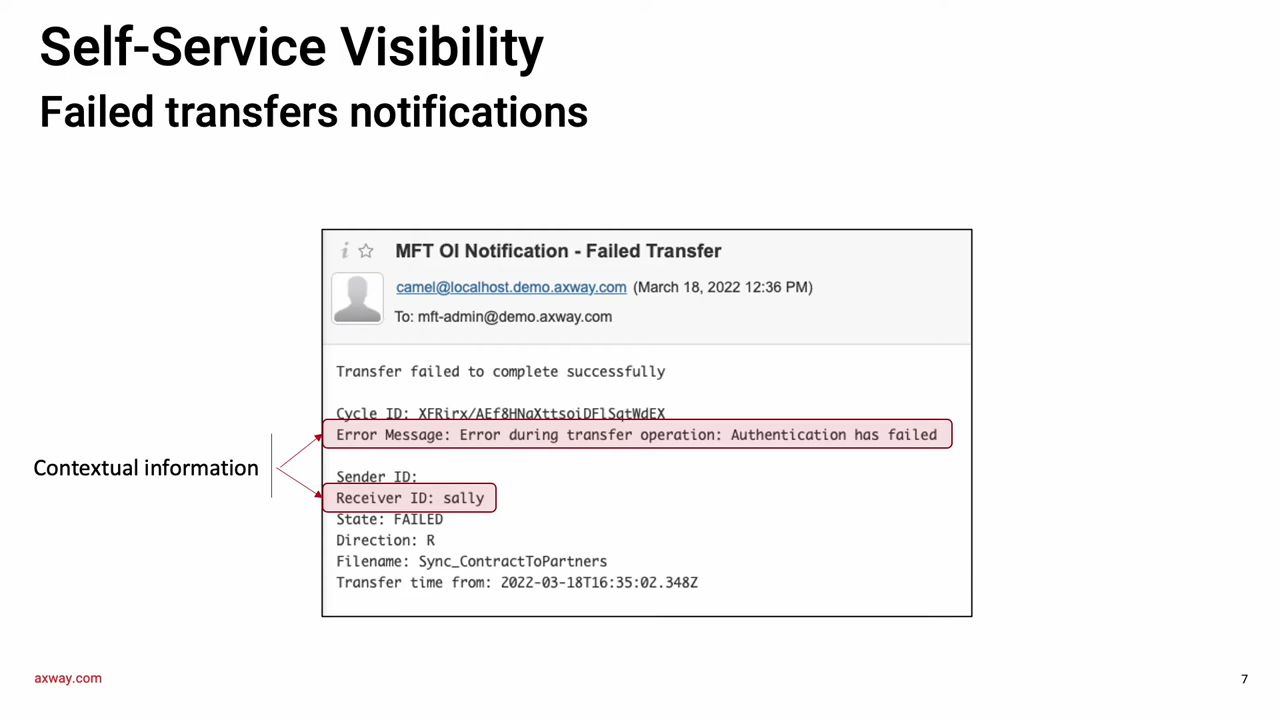 Self-Service Visibility
Failed transfers notifications
MFT OI Notification - Failed Transfer
camel@localhost.demo.axway.com (March 18, 2022 12:36 PM)
To: mft-admin@demo.axway.com
Transfer failed to complete successfully
Cycle ID: XFRirx/AEf8HNaXttsoiDFlSqtWdEX
Error Message: Error during transfer operation: Authentication has failed
Contextual information
Sender ID:
Receiver ID: sally
State: FAILED
Direction: R
Filename: Sync_ContractToPartners
Transfer time from: 2022-03-18T16:35:02.348Z
axway.com
7